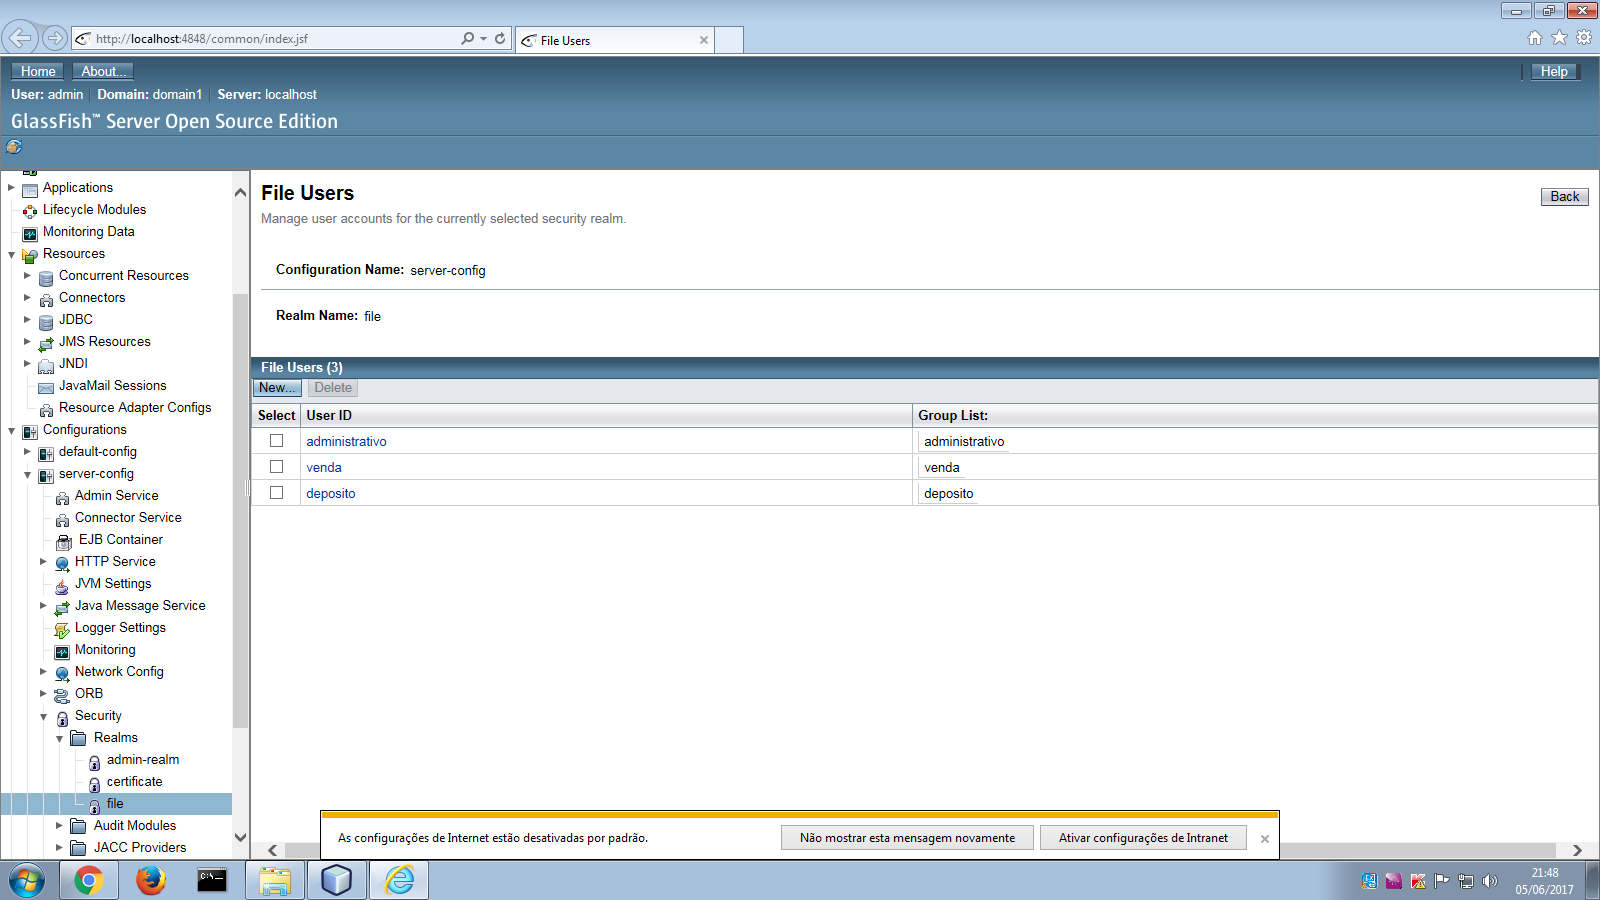 http://localhost:4848/common/index.jsf
File Users
Home
About...
Help
User: admin
Domain: domain1
Server: localhost
GlassFish™ Server Open Source Edition
Applications
Lifecycle Modules
Monitoring Data
Resources
Concurrent Resources
Connectors
JDBC
JMS Resources
JNDI
JavaMail Sessions
Resource Adapter Configs
Configurations
default-config
server-config
Admin Service
Connector Service
EJB Container
HTTP Service
JVM Settings
Java Message Service
Logger Settings
Monitoring
Network Config
ORB
Security
Realms
admin-realm
certificate
file
Audit Modules
JACC Providers
File Users
Back
Manage user accounts for the currently selected security realm.
Configuration Name: server-config
Realm Name: file
File Users (3)
New...
Delete
Select User ID Group List:
administrativo administrativo
venda venda
deposito deposito
As configurações de Internet estão desativadas por padrão.
Não mostrar esta mensagem novamente
Ativar configurações de Intranet
C:\_
21:48
05/06/2017